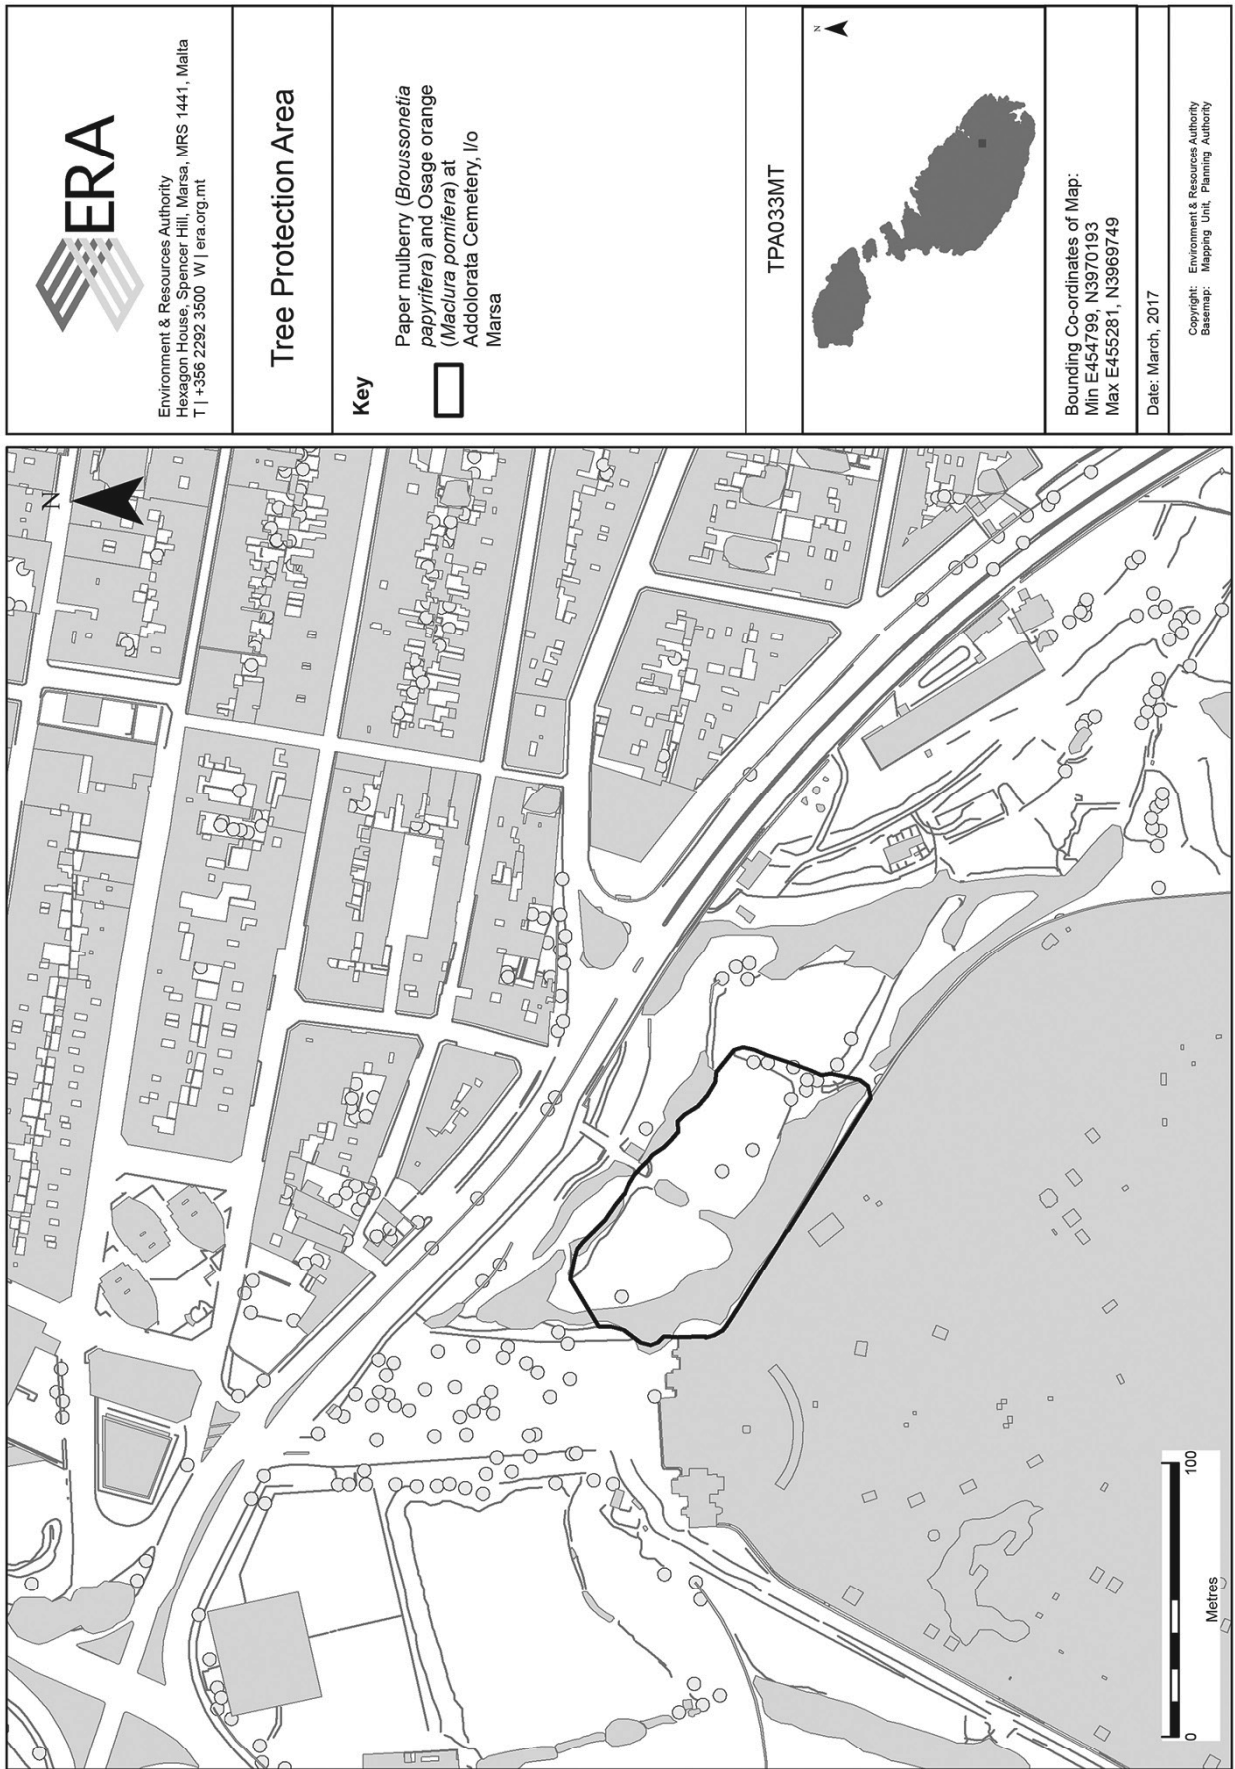 ERA
Environment & Resources Authority
Hexagon House, Spencer Hill, Marsa, MRS 1441, Malta
T | +356 2292 3500 W | era.org.mt
Tree Protection Area
Key
Paper mulberry (Broussonetia
papyrifera) and Osage orange
(Maclura pomifera) at
Addolorata Cemetery, l/o
Marsa
TPA033MT
N
Bounding Co-ordinates of Map:
Min E454799, N3970193
Max E455281, N3969749
Date: March, 2017
Copyright: Environment & Resources Authority
Basemap: Mapping Unit, Planning Authority
N
0 100
Metres